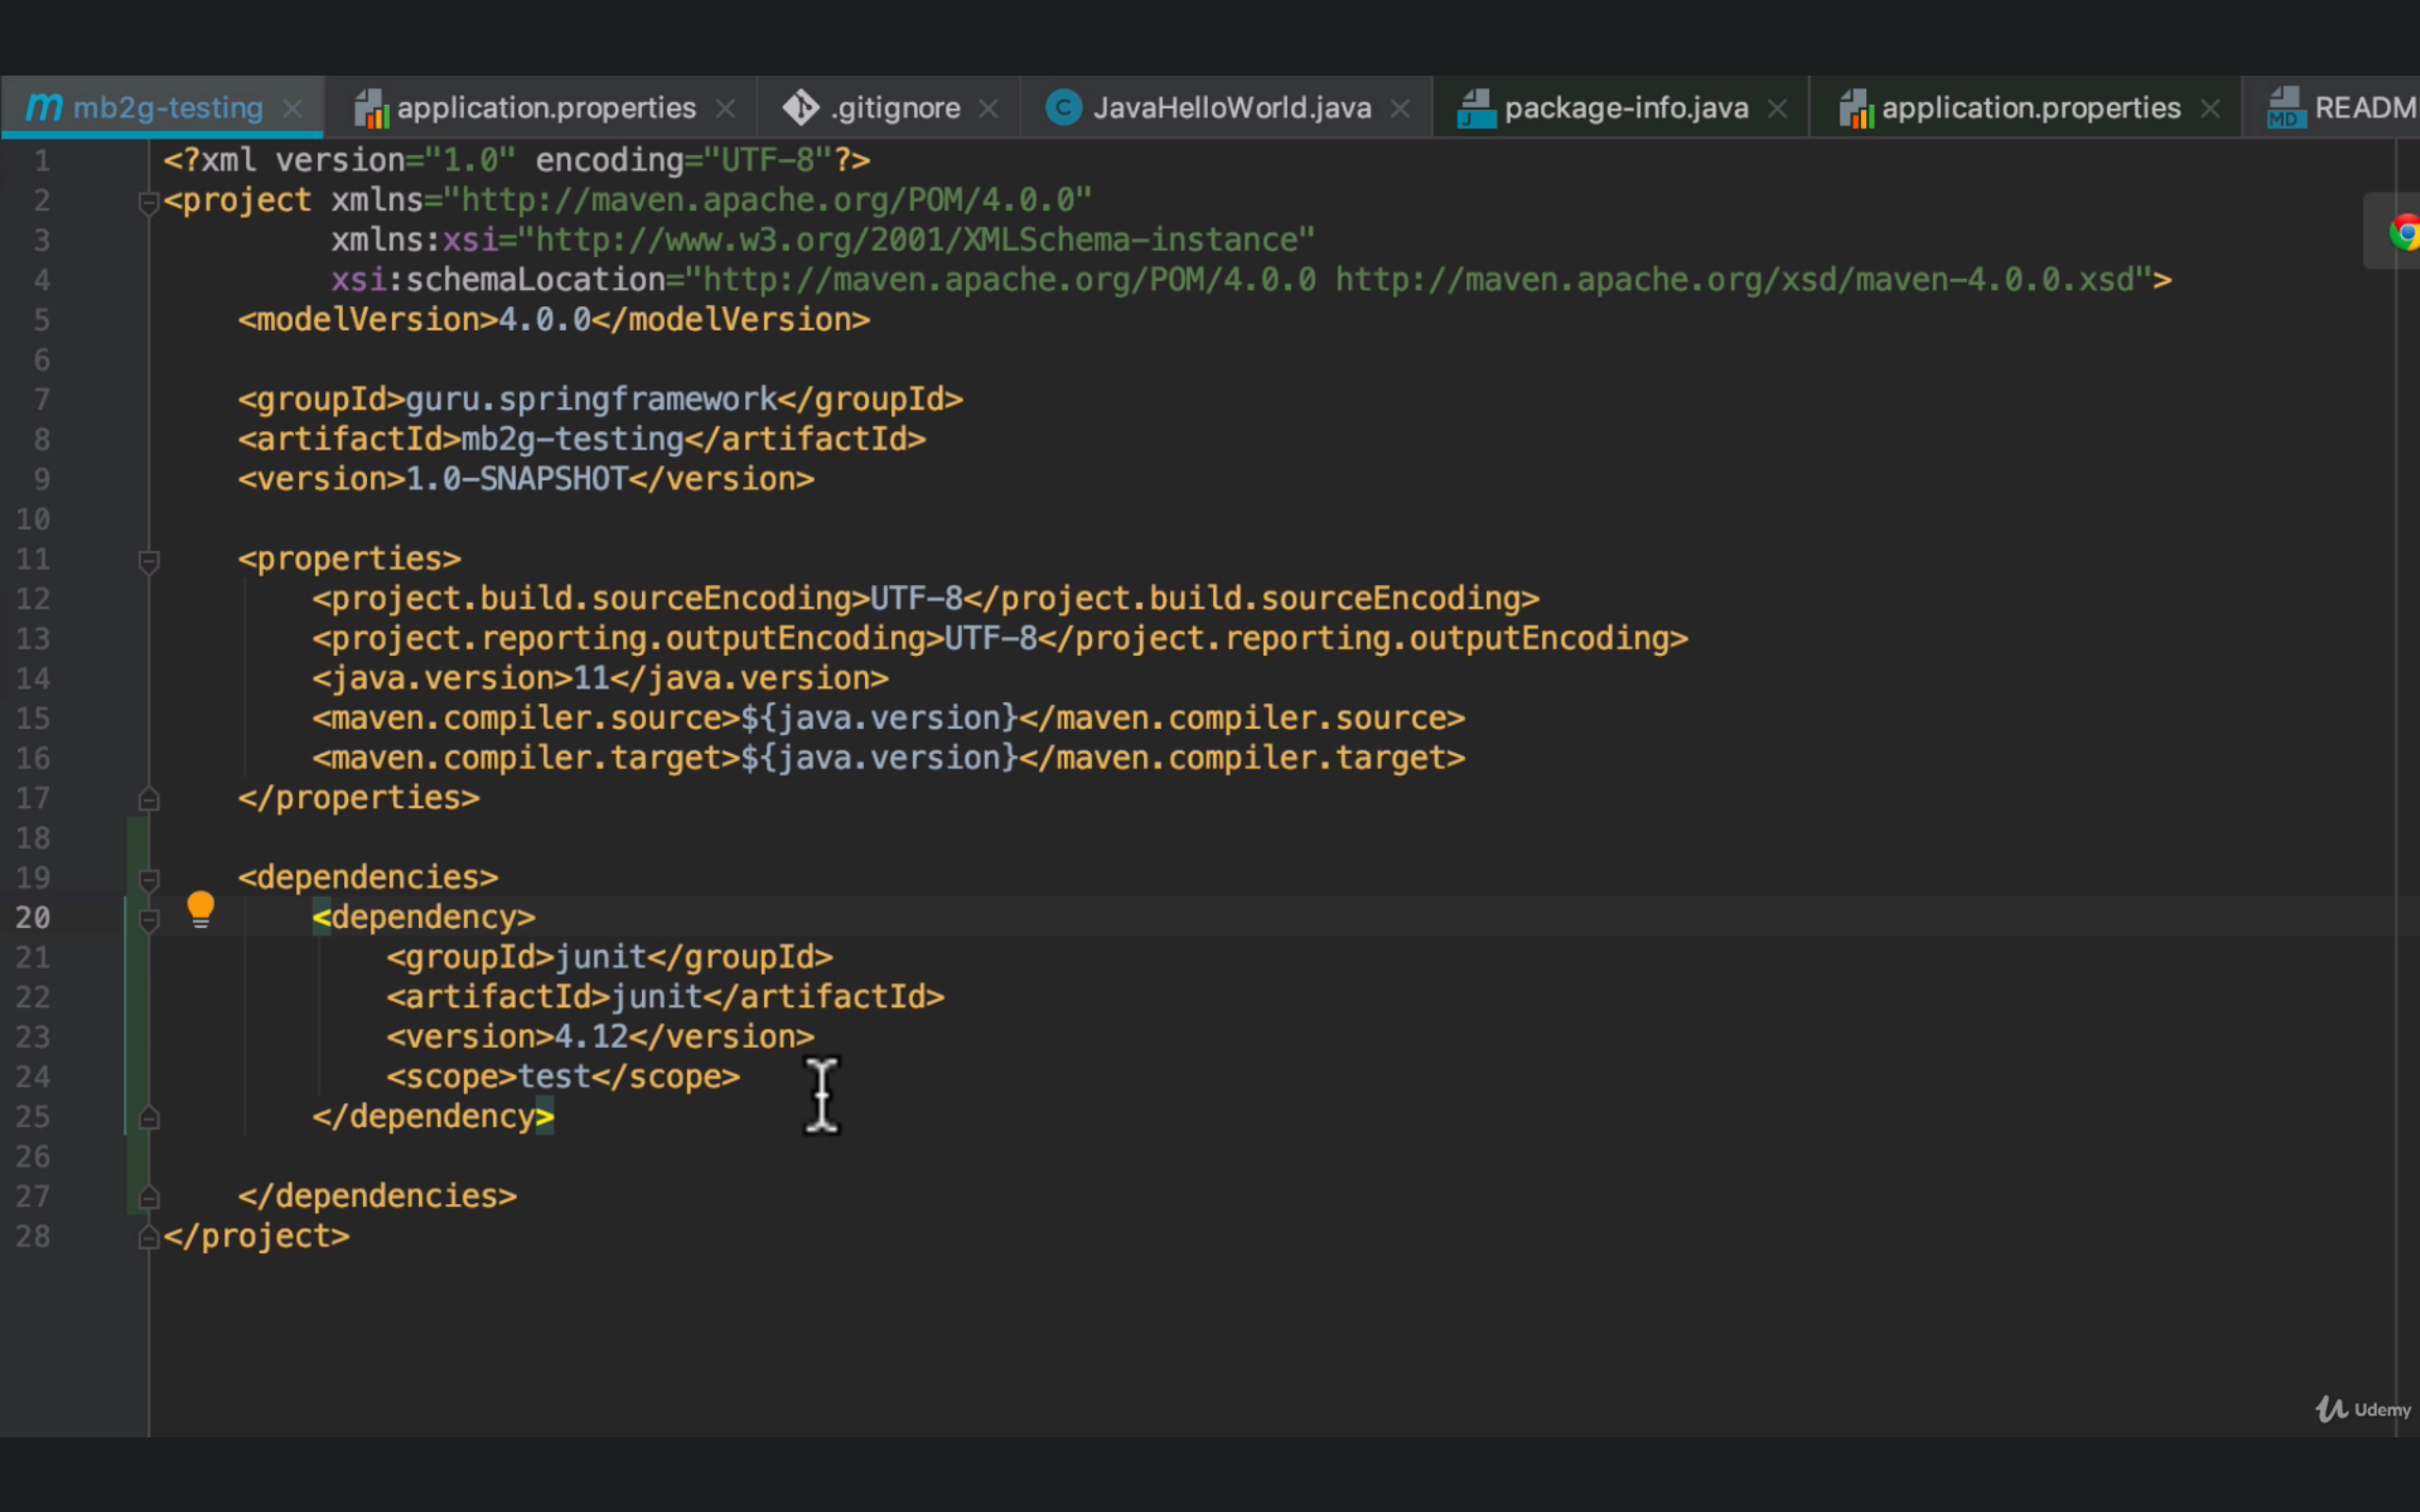 mb2g-testing application.properties .gitignore JavaHelloWorld.java package-info.java application.properties READM
1 <?xml version="1.0" encoding="UTF-8"?>
2 <project xmlns="http://maven.apache.org/POM/4.0.0"
3 xmlns:xsi="http://www.w3.org/2001/XMLSchema-instance"
4 xsi:schemaLocation="http://maven.apache.org/POM/4.0.0 http://maven.apache.org/xsd/maven-4.0.0.xsd">
5 <modelVersion>4.0.0</modelVersion>
6
7 <groupId>guru.springframework</groupId>
8 <artifactId>mb2g-testing</artifactId>
9 <version>1.0-SNAPSHOT</version>
10
11 <properties>
12 <project.build.sourceEncoding>UTF-8</project.build.sourceEncoding>
13 <project.reporting.outputEncoding>UTF-8</project.reporting.outputEncoding>
14 <java.version>11</java.version>
15 <maven.compiler.source>${java.version}</maven.compiler.source>
16 <maven.compiler.target>${java.version}</maven.compiler.target>
17 </properties>
18
19 <dependencies>
20 <dependency>
21 <groupId>junit</groupId>
22 <artifactId>junit</artifactId>
23 <version>4.12</version>
24 <scope>test</scope>
25 </dependency>
26
27 </dependencies>
28 </project>
Udemy